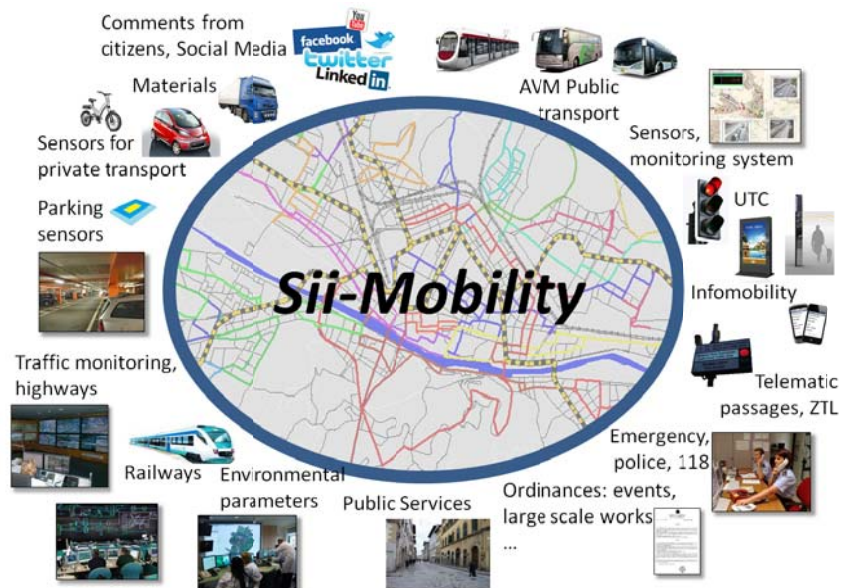 Comments from
citizens, Social Media
You
Tube
facebook
twitter
LinkedIn
Materials
AVM Public
transport
Sensors for
private transport
Sensors,
monitoring system
Parking
sensors
UTC
Sii-Mobility
Infomobility
Traffic monitoring,
highways
Telematic
passages, ZTL
Railways
Environmental
parameters
Public Services
Emergency,
police, 118
Ordinances: events,
large scale works
...